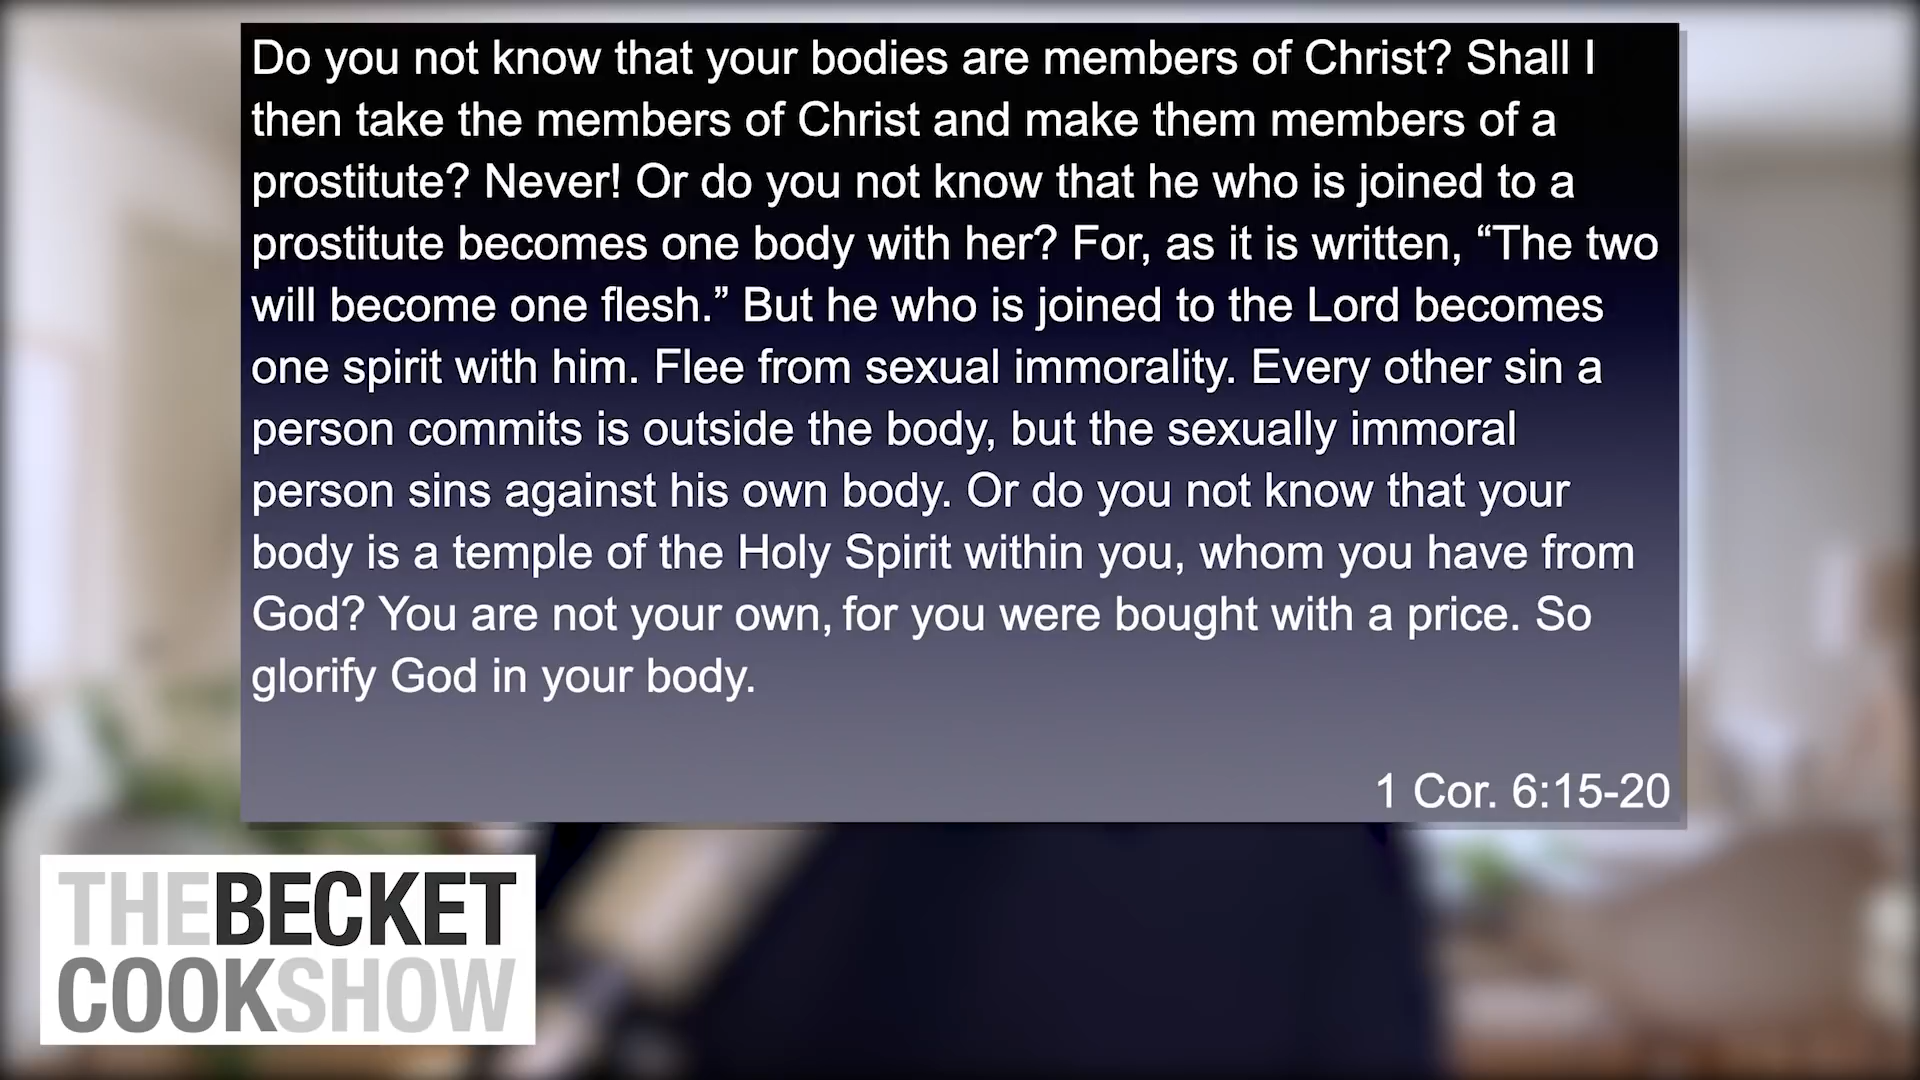 Do you not know that your bodies are members of Christ? Shall I
then take the members of Christ and make them members of a
prostitute? Never! Or do you not know that he who is joined to a
prostitute becomes one body with her? For, as it is written, “The two
will become one flesh.” But he who is joined to the Lord becomes
one spirit with him. Flee from sexual immorality. Every other sin a
person commits is outside the body, but the sexually immoral
person sins against his own body. Or do you not know that your
body is a temple of the Holy Spirit within you, whom you have from
God? You are not your own, for you were bought with a price. So
glorify God in your body.
1 Cor. 6:15-20
THEBECKET
COOKSHOW